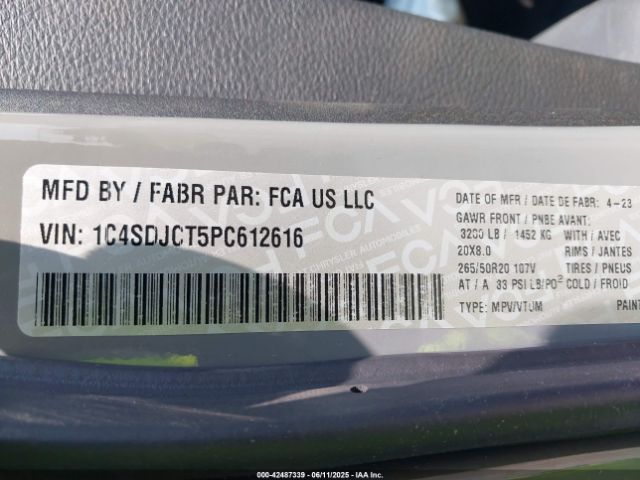 MFD BY / FABR PAR: FCA US LLC
VIN: 1C4SDJCT5PC612616
DATE OF MFR / DATE DE FABR: 4-23
GAWR FRONT / PNBE AVANT:
3200 LB / 1452 KG WITH / AVEC
20X8.0 RIMS / JANTES
265/50R20 107V TIRES / PNEUS
AT / A 33 PSI LB/PO² COLD / FROID
TYPE: MPV/VTUM PAINT
000-42487339 - 06/11/2025 - IAA Corp.